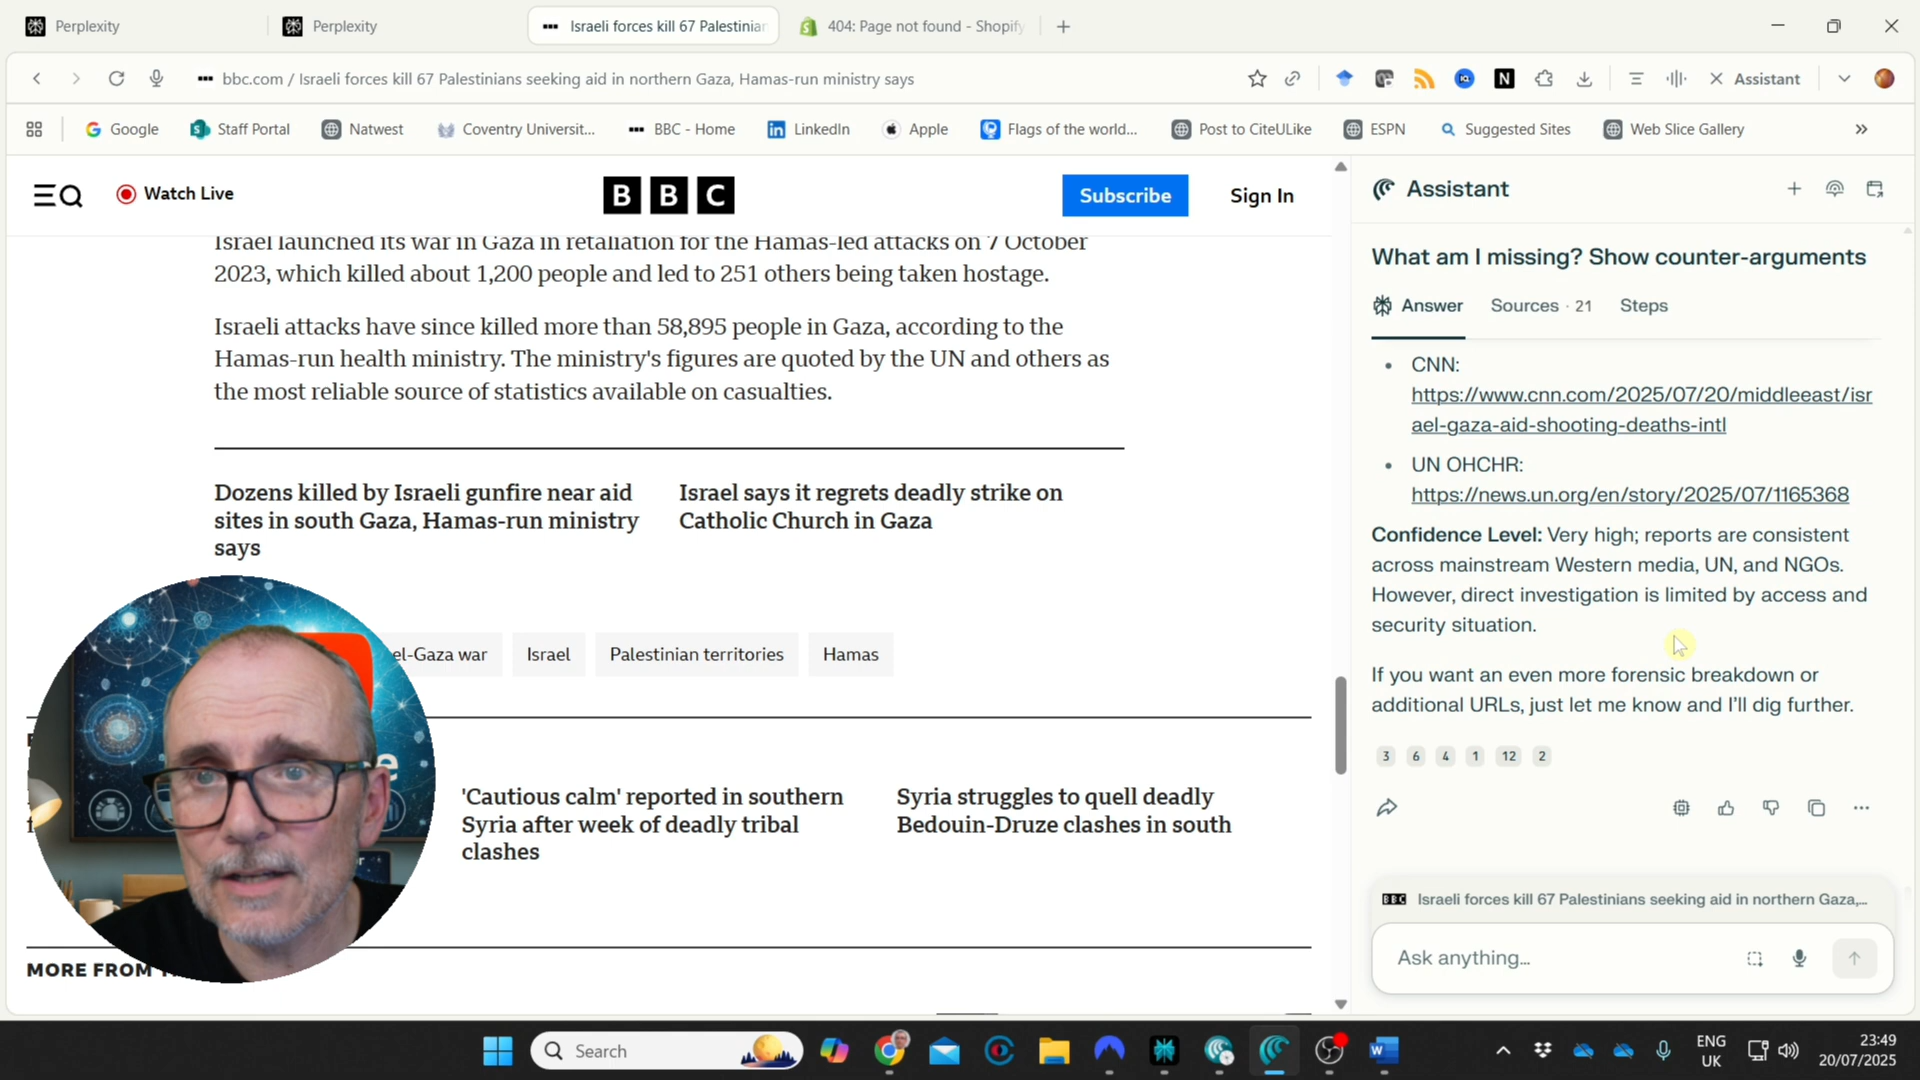 Perplexity
Perplexity
Israeli forces kill 67 Palestinian
404: Page not found - Shopify
bbc.com / Israeli forces kill 67 Palestinians seeking aid in northern Gaza, Hamas-run ministry says
Assistant
Google
Staff Portal
Natwest
Coventry Universit...
BBC - Home
LinkedIn
Apple
Flags of the world...
Post to CiteULike
ESPN
Suggested Sites
Web Slice Gallery
Watch Live
BBC
Subscribe
Sign In
Israel launched its war in Gaza in retaliation for the Hamas-led attacks on 7 October
2023, which killed about 1,200 people and led to 251 others being taken hostage.
Israeli attacks have since killed more than 58,895 people in Gaza, according to the
Hamas-run health ministry. The ministry's figures are quoted by the UN and others as
the most reliable source of statistics available on casualties.
Dozens killed by Israeli gunfire near aid
sites in south Gaza, Hamas-run ministry
says
Israel says it regrets deadly strike on
Catholic Church in Gaza
el-Gaza war
Israel
Palestinian territories
Hamas
'Cautious calm' reported in southern
Syria after week of deadly tribal
clashes
Syria struggles to quell deadly
Bedouin-Druze clashes in south
MORE FROM
Assistant
What am I missing? Show counter-arguments
Answer
Sources · 21
Steps
• CNN:
https://www.cnn.com/2025/07/20/middleeast/isr
ael-gaza-aid-shooting-deaths-intl
• UN OHCHR:
https://news.un.org/en/story/2025/07/1165368
Confidence Level: Very high; reports are consistent
across mainstream Western media, UN, and NGOs.
However, direct investigation is limited by access and
security situation.
If you want an even more forensic breakdown or
additional URLs, just let me know and I'll dig further.
3 6 4 1 12 2
BBC Israeli forces kill 67 Palestinians seeking aid in northern Gaza,...
Ask anything...
Search
ENG
UK
23:49
20/07/2025